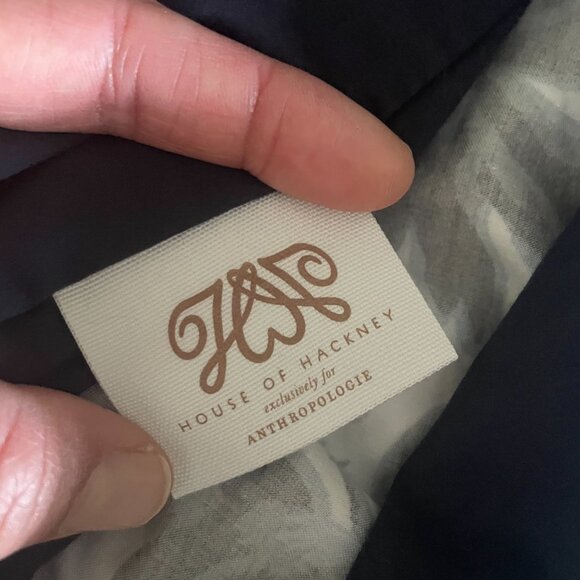 HOUSE OF HACKNEY
exclusively for
ANTHROPOLOGIE